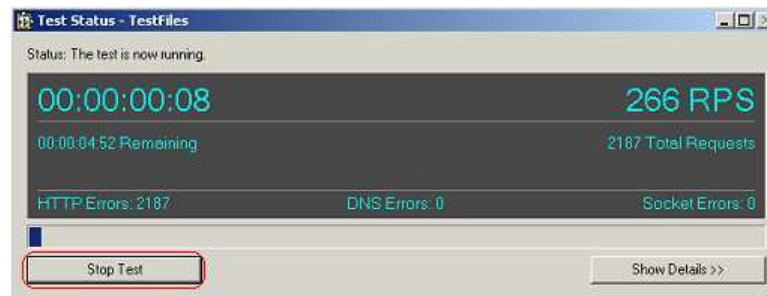 Test Status - TestFiles
Status: The test is now running.
00:00:00:08 266 RPS
00:00:04:52 Remaining 2187 Total Requests
HTTP Errors: 2187 DNS Errors: 0 Socket Errors: 0
Stop Test Show Details >>